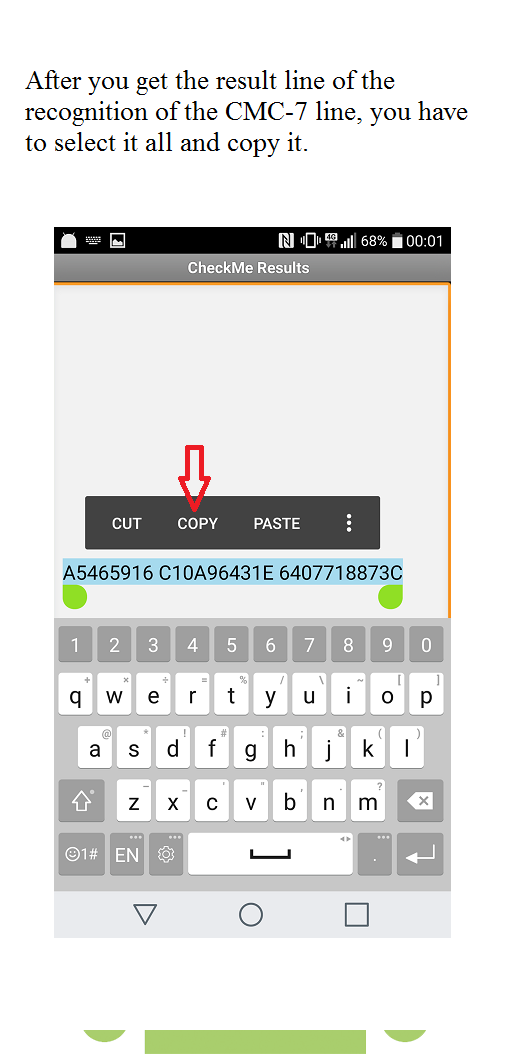 After you get the result line of the
recognition of the CMC-7 line, you have
to select it all and copy it.
4G 68% 00:01
CheckMe Results
CUT COPY PASTE
A5465916 C10A96431E 6407718873C
1 2 3 4 5 6 7 8 9 0
+ × ÷ = % / \ ~ [ ]
q w e r t y u i o p
@ * ! # : ; & ( )
a s d f g h j k l
- _ ' " , . ?
z x c v b n m
☺1# EN .